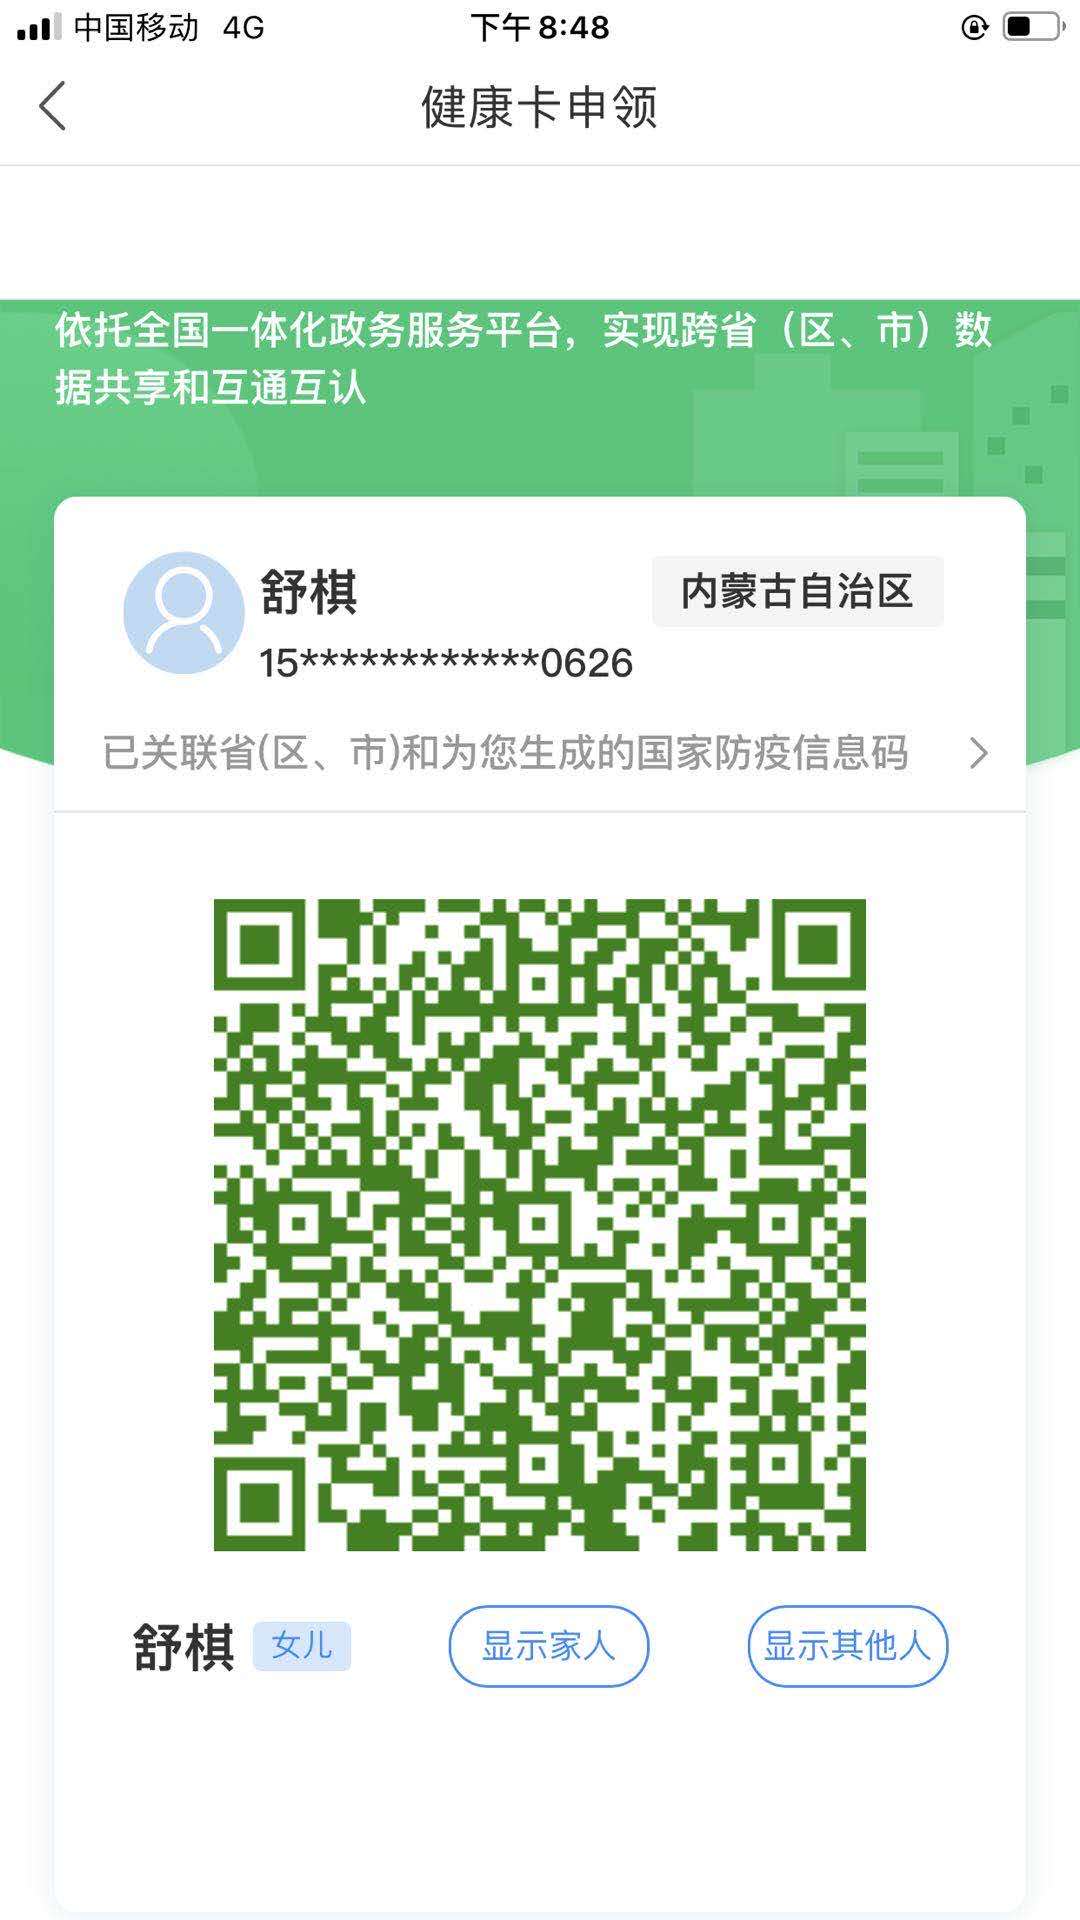 中国移动 4G 下午8:48
健康卡申领
依托全国一体化政务服务平台，实现跨省（区、市）数
据共享和互通互认
舒棋 内蒙古自治区
15************0626
已关联省(区、市)和为您生成的国家防疫信息码
舒棋 女儿 显示家人 显示其他人